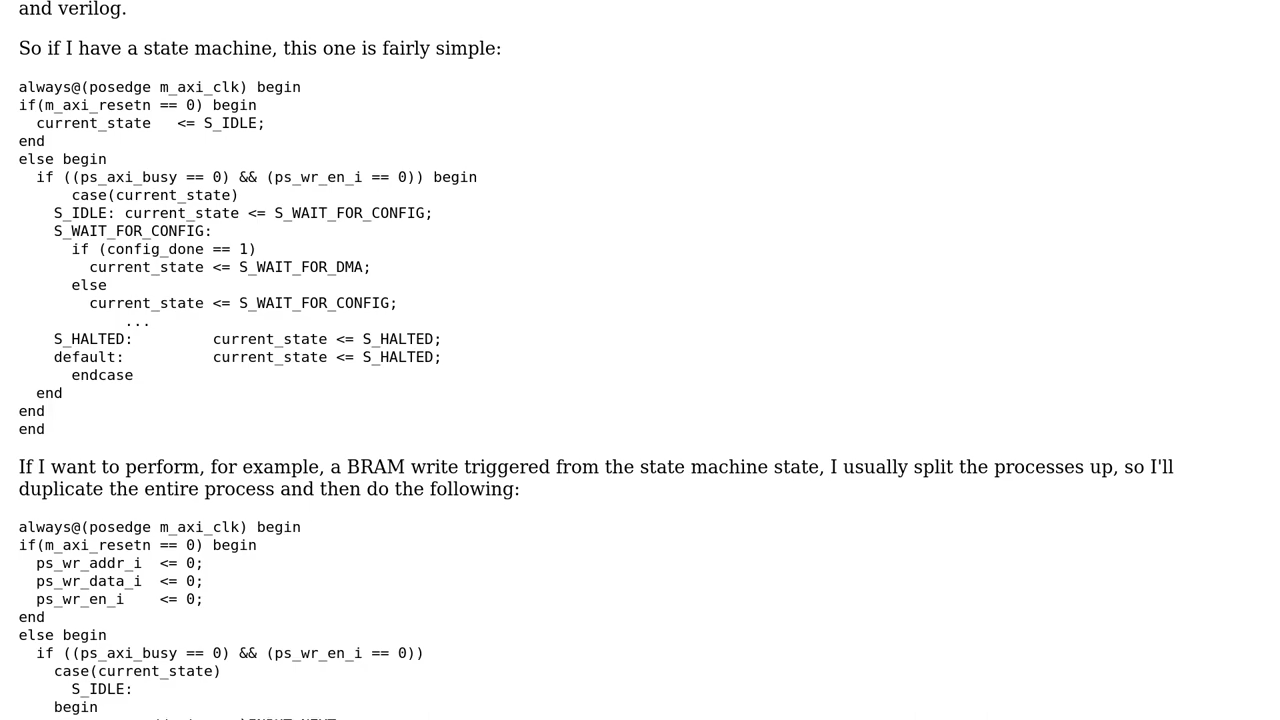 and verilog.
So if I have a state machine, this one is fairly simple:
always@(posedge m_axi_clk) begin
if(m_axi_resetn == 0) begin
  current_state   <= S_IDLE;
end
else begin
  if ((ps_axi_busy == 0) && (ps_wr_en_i == 0)) begin
      case(current_state)
    S_IDLE: current_state <= S_WAIT_FOR_CONFIG;
    S_WAIT_FOR_CONFIG:
      if (config_done == 1)
        current_state <= S_WAIT_FOR_DMA;
      else
        current_state <= S_WAIT_FOR_CONFIG;
            ...
    S_HALTED:         current_state <= S_HALTED;
    default:          current_state <= S_HALTED;
      endcase
  end
end
end
If I want to perform, for example, a BRAM write triggered from the state machine state, I usually split the processes up, so I'll
duplicate the entire process and then do the following:
always@(posedge m_axi_clk) begin
if(m_axi_resetn == 0) begin
  ps_wr_addr_i  <= 0;
  ps_wr_data_i  <= 0;
  ps_wr_en_i    <= 0;
end
else begin
  if ((ps_axi_busy == 0) && (ps_wr_en_i == 0))
    case(current_state)
      S_IDLE:
    begin